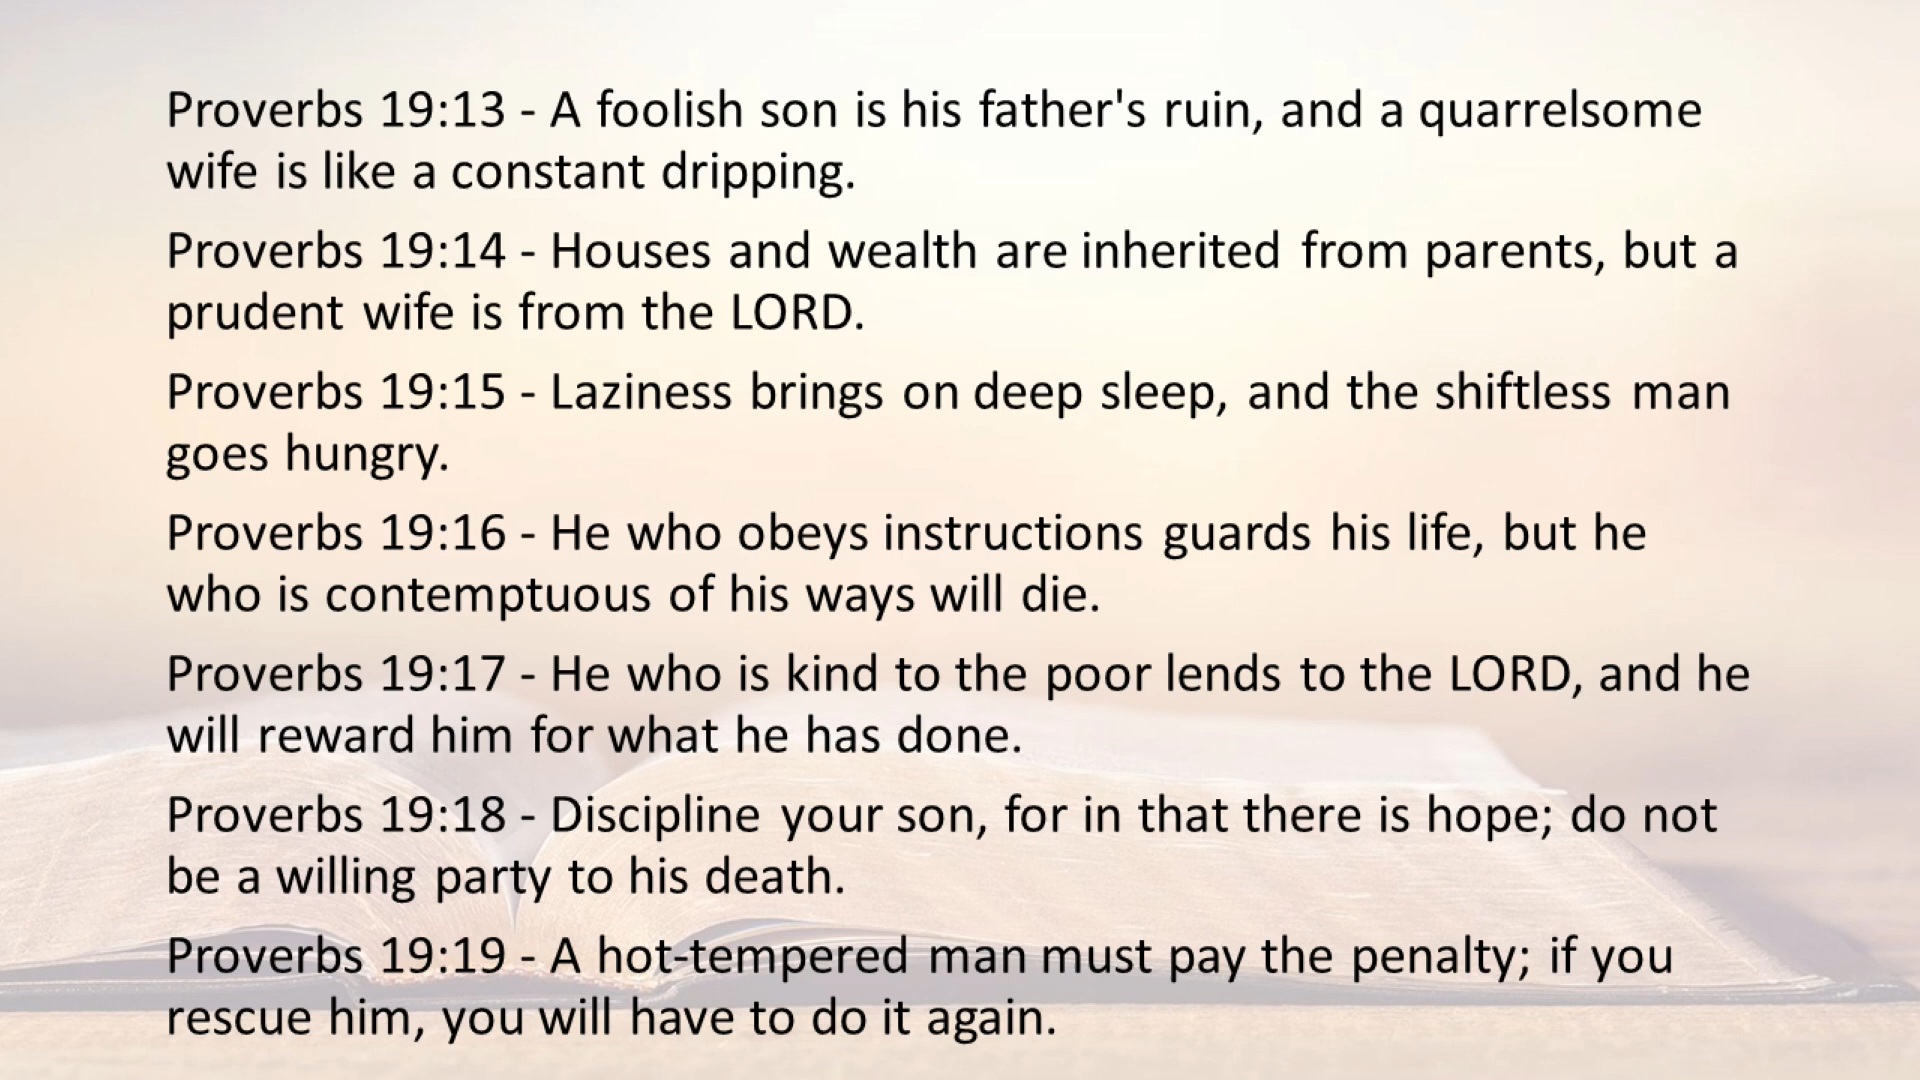 Proverbs 19:13 - A foolish son is his father's ruin, and a quarrelsome
wife is like a constant dripping.
Proverbs 19:14 - Houses and wealth are inherited from parents, but a
prudent wife is from the LORD.
Proverbs 19:15 - Laziness brings on deep sleep, and the shiftless man
goes hungry.
Proverbs 19:16 - He who obeys instructions guards his life, but he
who is contemptuous of his ways will die.
Proverbs 19:17 - He who is kind to the poor lends to the LORD, and he
will reward him for what he has done.
Proverbs 19:18 - Discipline your son, for in that there is hope; do not
be a willing party to his death.
Proverbs 19:19 - A hot-tempered man must pay the penalty; if you
rescue him, you will have to do it again.